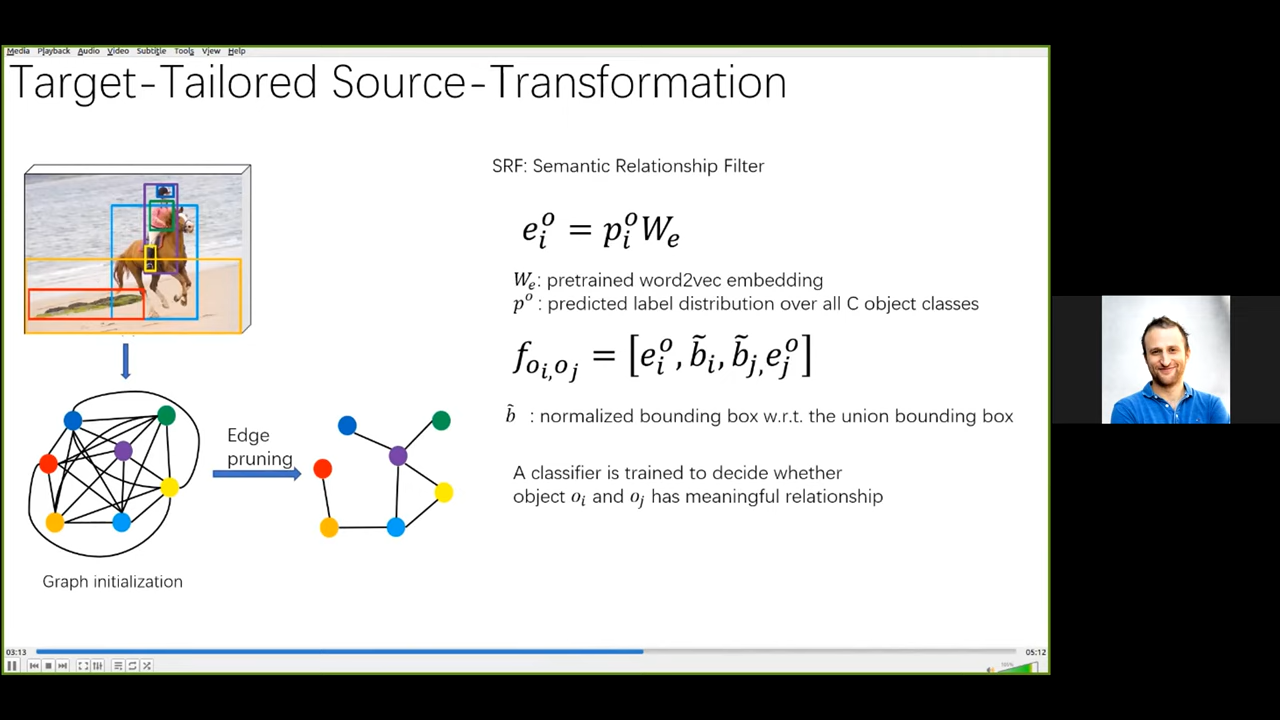 Media Playback Audio Video Subtitle Tools View Help
Target-Tailored Source-Transformation
SRF: Semantic Relationship Filter
e_i^o = p_i^o W_e
W_e: pretrained word2vec embedding
p^o : predicted label distribution over all C object classes
f_{o_i,o_j} = [e_i^o, b̃_i, b̃_j, e_j^o]
b̃ : normalized bounding box w.r.t. the union bounding box
Edge
pruning
A classifier is trained to decide whether
object o_i and o_j has meaningful relationship
Graph initialization
03:13
05:12
100%